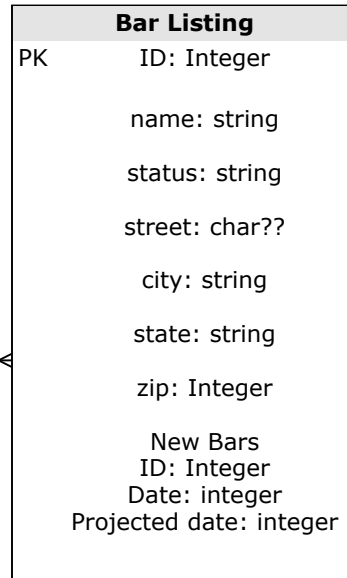 Bar Listing
PK ID: Integer
name: string
status: string
street: char??
city: string
state: string
zip: Integer
New Bars
ID: Integer
Date: integer
Projected date: integer